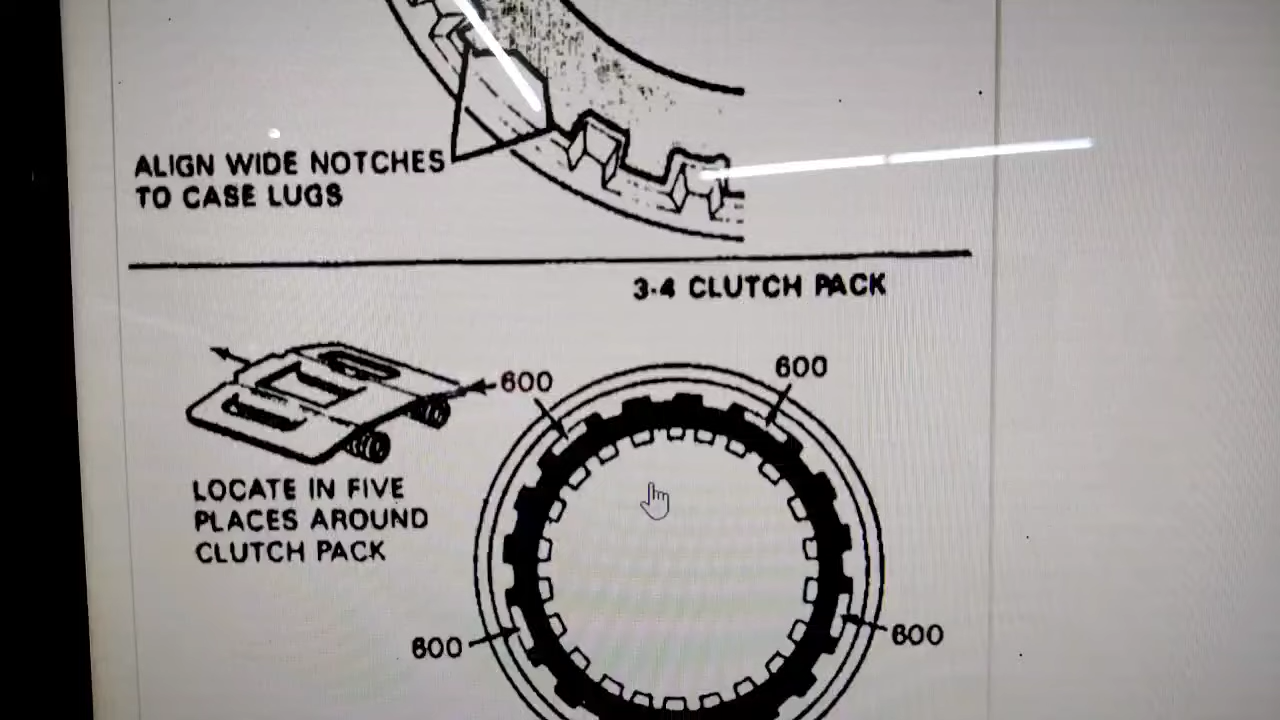 ALIGN WIDE NOTCHES
TO CASE LUGS
3-4 CLUTCH PACK
600
600
LOCATE IN FIVE
PLACES AROUND
CLUTCH PACK
600
600